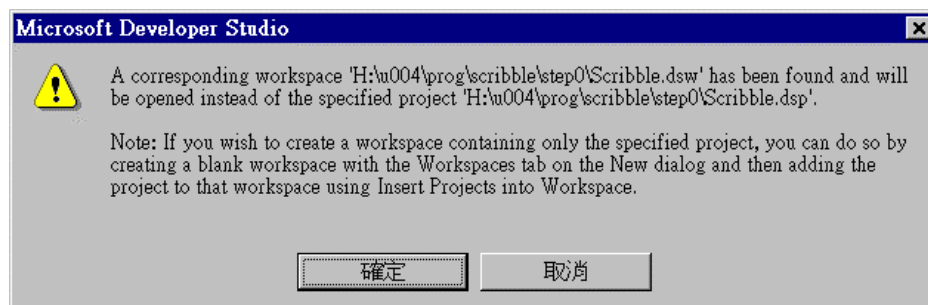 Microsoft Developer Studio
A corresponding workspace 'H:\u004\prog\scribble\step0\Scribble.dsw' has been found and will
be opened instead of the specified project 'H:\u004\prog\scribble\step0\Scribble.dsp'.
Note: If you wish to create a workspace containing only the specified project, you can do so by
creating a blank workspace with the Workspaces tab on the New dialog and then adding the
project to that workspace using Insert Projects into Workspace.
確定 取消